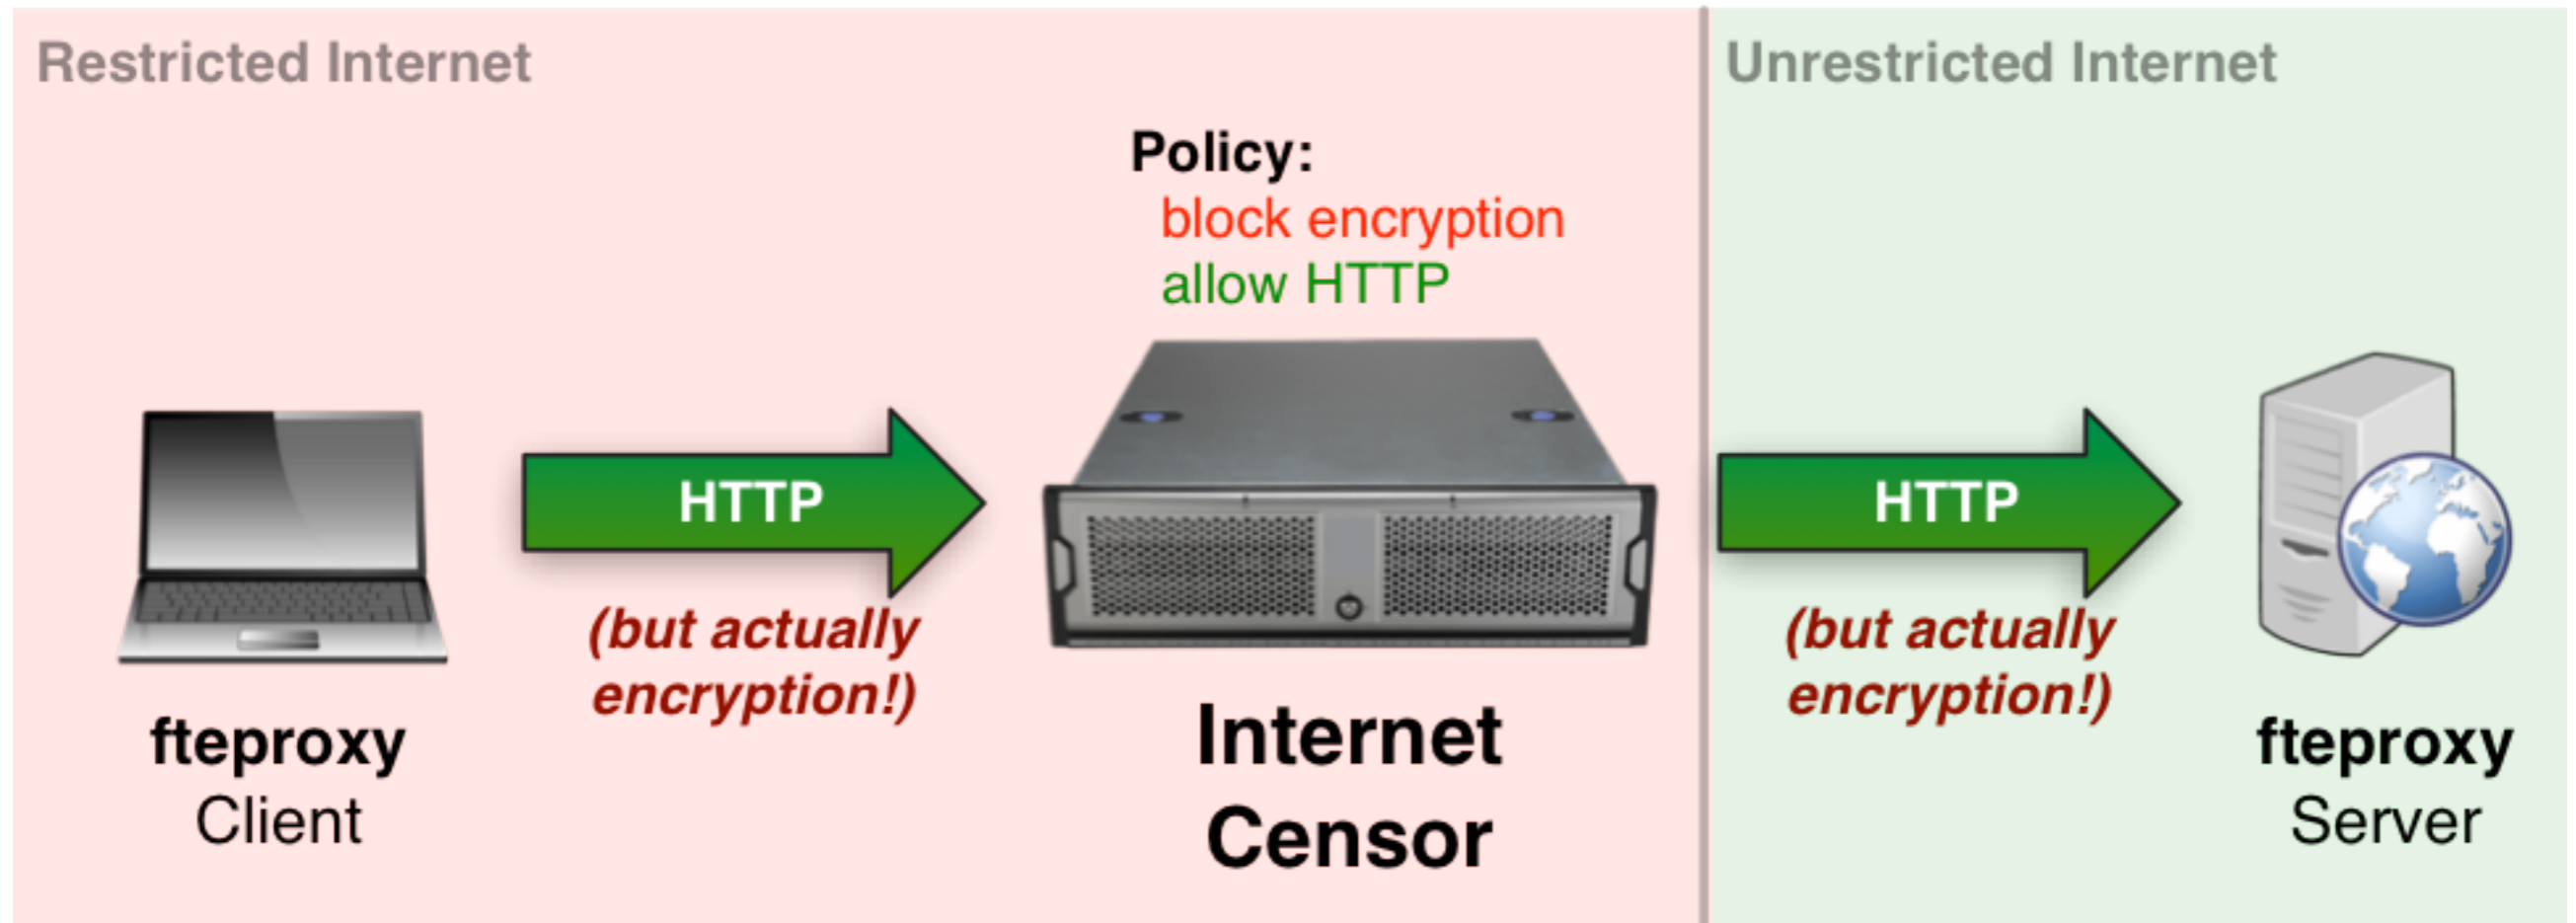 Restricted Internet
Unrestricted Internet
Policy:
block encryption
allow HTTP
HTTP
(but actually
encryption!)
HTTP
(but actually
encryption!)
fteproxy
Client
Internet
Censor
fteproxy
Server